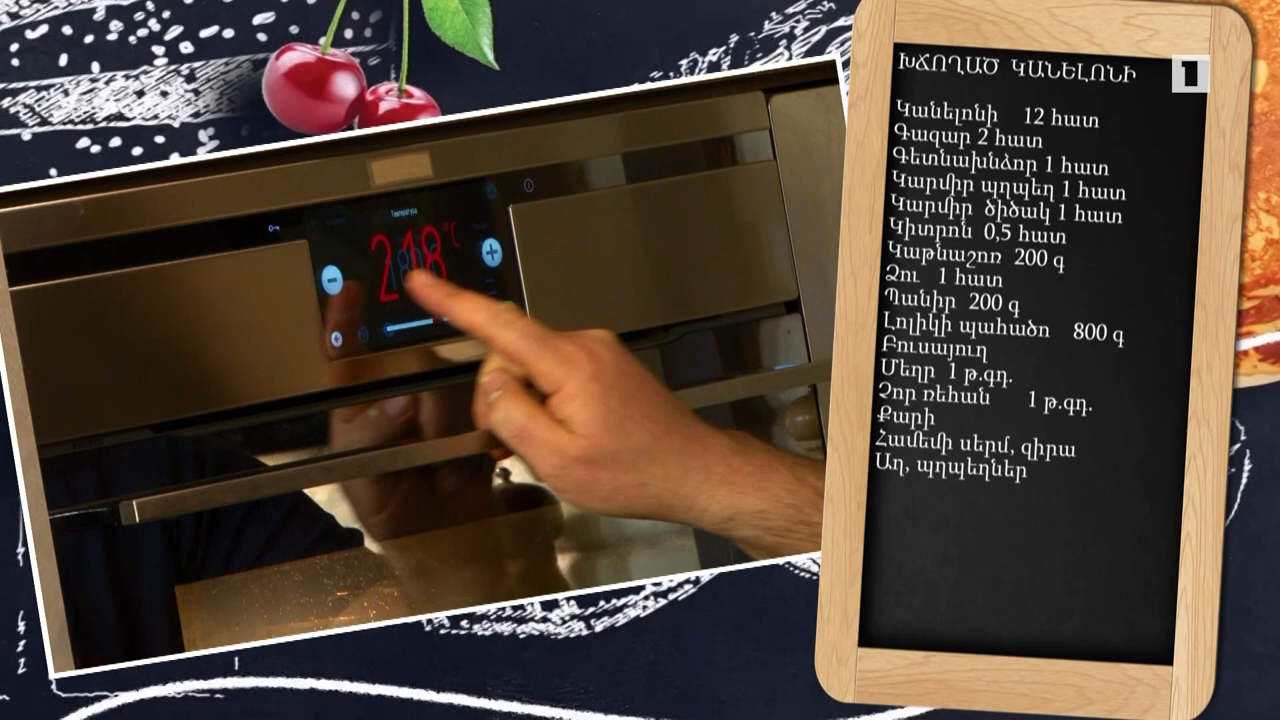 ԽՃՈՂԱԾ ԿԱՆԵԼՈՆԻ
1
Կանելոնի 12 հատ
Գազար 2 հատ
Գետնախնձոր 1 հատ
Կարմիր պղպեղ 1 հատ
Կարմիր ծիծակ 1 հատ
Կիտրոն 0,5 հատ
Կաթնաշոռ 200 գ
Ձու 1 հատ
Պանիր 200 գ
Լոլիկի պահածո 800 գ
Բուսայուղ
Մեղր 1 թ.գդ.
Չոր ռեհան 1 թ.գդ.
Քարի
Համեմի սերմ, զիրա
Աղ, պղպեղներ
Температура
°C